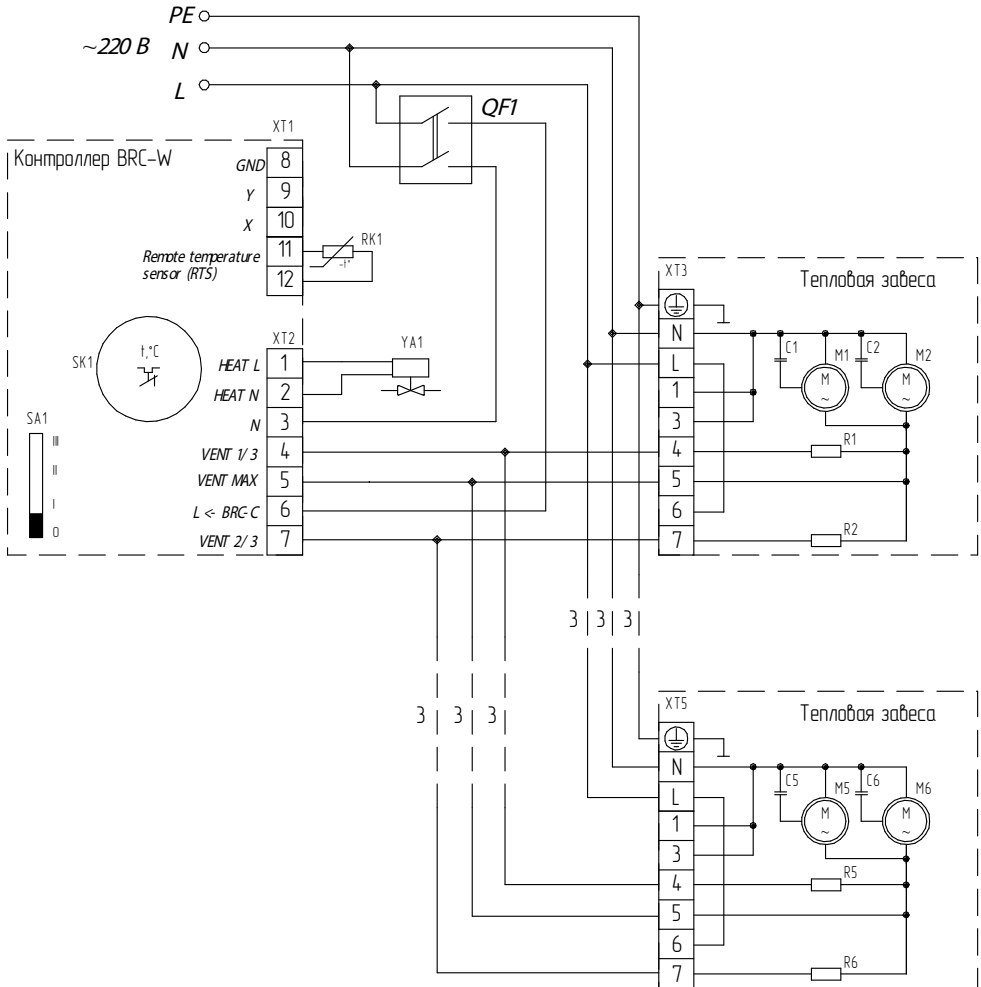 PE
~220 В N
L
QF1
XT1
Контроллер BRC-W
GND 8
Y 9
X 10
Remote temperature
sensor (RTS)
11
12
RK1
-t°
SK1
t,°C
XT2
HEAT L 1
HEAT N 2
N 3
VENT 1/3 4
VENT MAX 5
L <- BRC-C 6
VENT 2/3 7
YA1
SA1
III
II
I
0
XT3
Тепловая завеса
N
L
1
3
4
5
6
7
C1
M1
C2
M2
M
~
M
~
R1
R2
3 3 3
3 3 3
XT5
Тепловая завеса
N
L
1
3
4
5
6
7
C5
M5
C6
M6
M
~
M
~
R5
R6